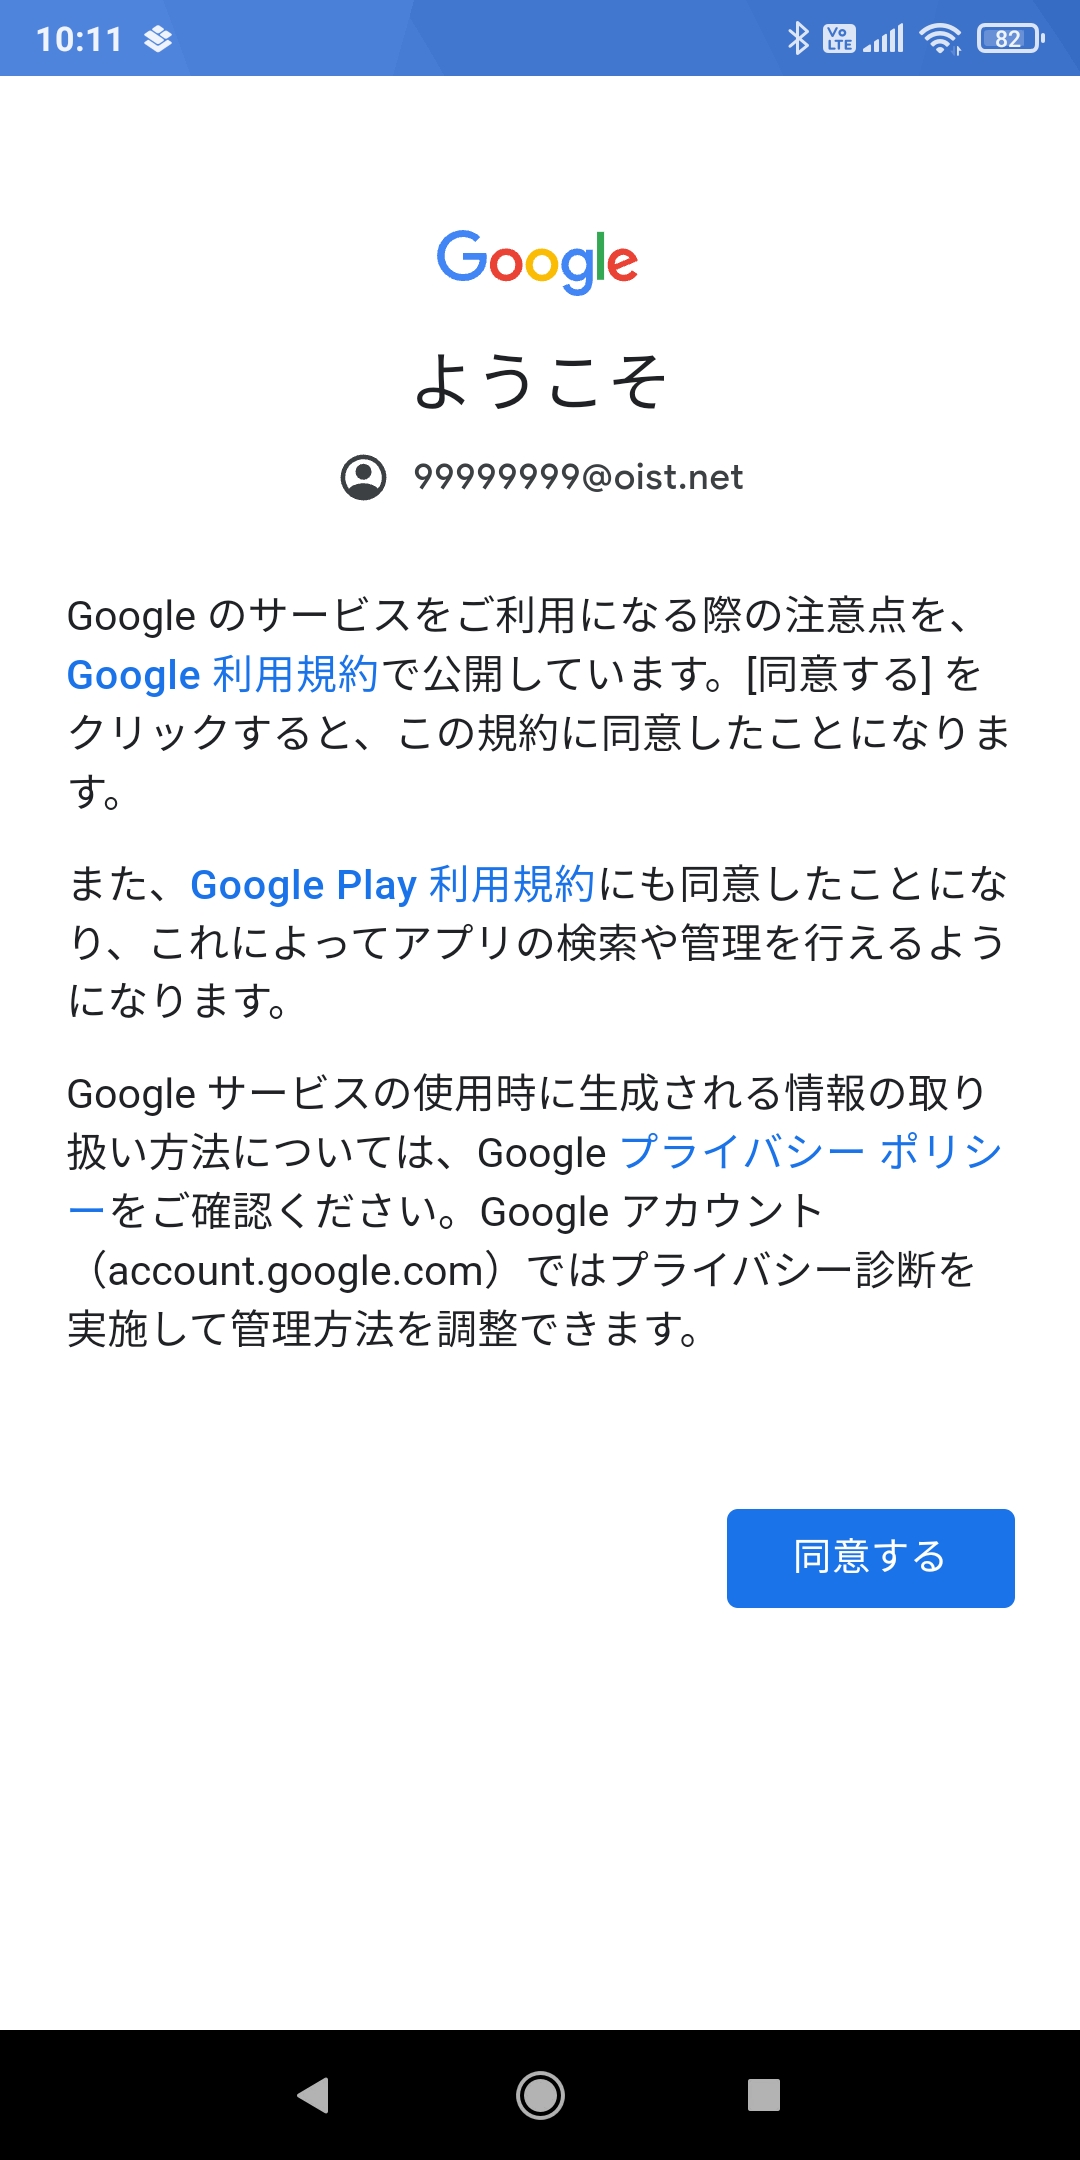 10:11
Vo LTE
82
Google
ようこそ
99999999@oist.net
Google のサービスをご利用になる際の注意点を、
Google 利用規約で公開しています。[同意する] を
クリックすると、この規約に同意したことになりま
す。
また、Google Play 利用規約にも同意したことにな
り、これによってアプリの検索や管理を行えるよう
になります。
Google サービスの使用時に生成される情報の取り
扱い方法については、Google プライバシー ポリシ
ーをご確認ください。Google アカウント
（account.google.com）ではプライバシー診断を
実施して管理方法を調整できます。
同意する